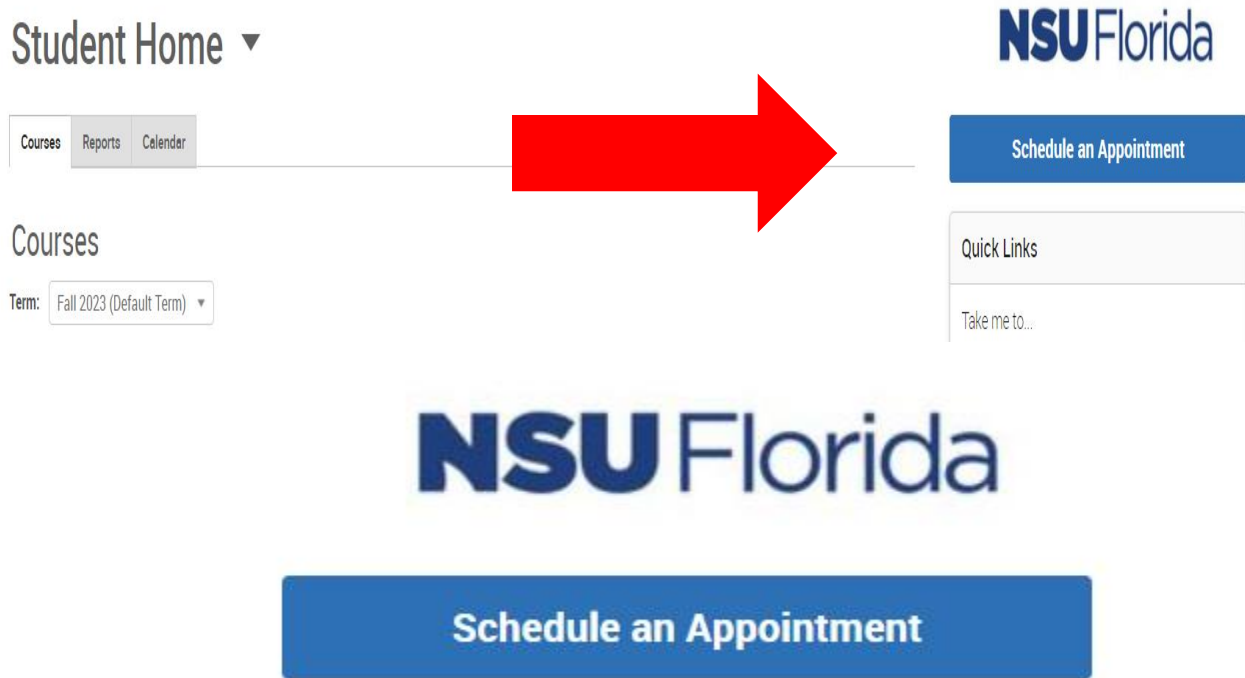 Student Home
NSU Florida
Courses Reports Calendar
Schedule an Appointment
Courses
Quick Links
Term: Fall 2023 (Default Term)
Take me to...
NSU Florida
Schedule an Appointment